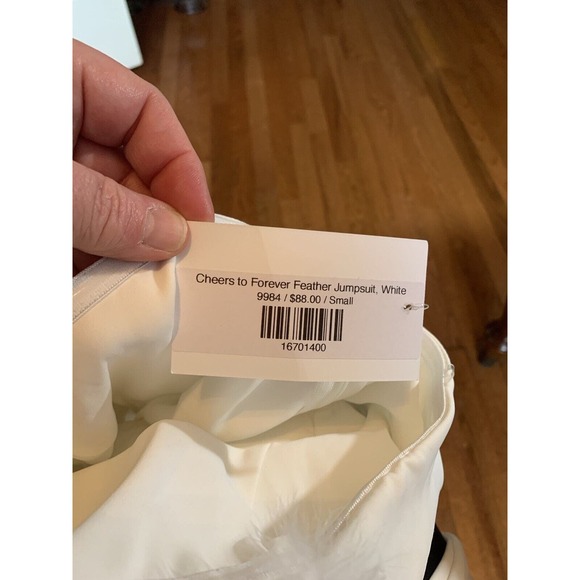 Cheers to Forever Feather Jumpsuit, White
9984 / $88.00 / Small
16701400